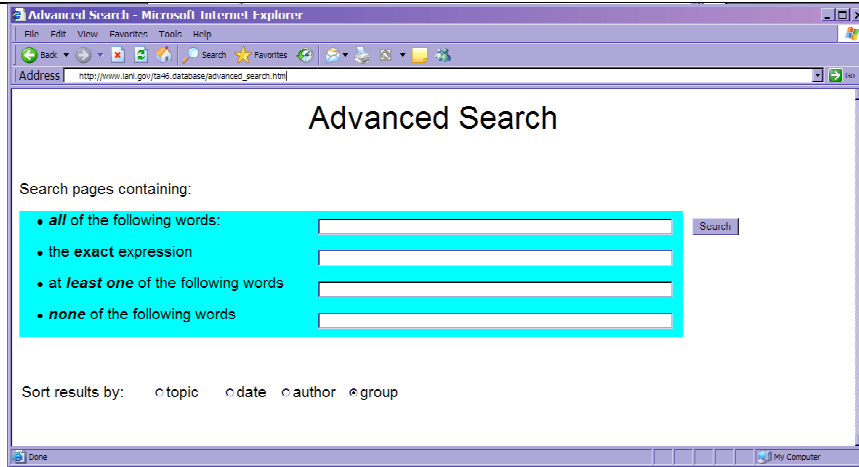 Advanced Search - Microsoft Internet Explorer
File Edit View Favorites Tools Help
Back Search Favorites
Address http://www.lanl.gov/ta46.database/advanced_search.htm Go
Advanced Search
Search pages containing:
• all of the following words: Search
• the exact expression
• at least one of the following words
• none of the following words
Sort results by: topic date author group
Done My Computer